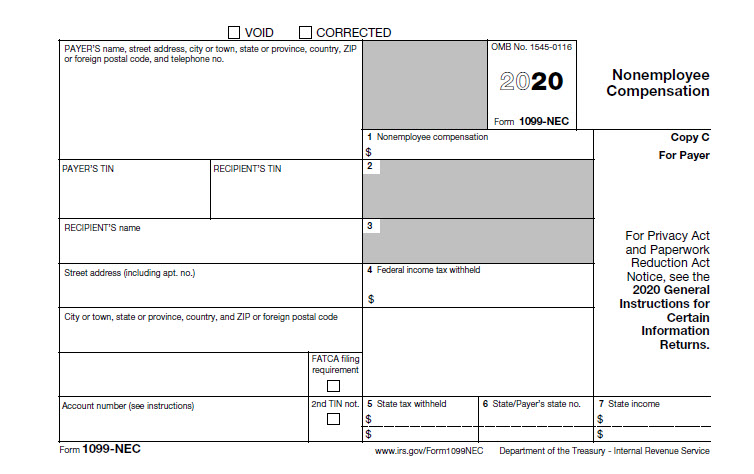 VOID CORRECTED
PAYER'S name, street address, city or town, state or province, country, ZIP
or foreign postal code, and telephone no.
OMB No. 1545-0116
2020
Form 1099-NEC
Nonemployee
Compensation
1 Nonemployee compensation
$
Copy C
For Payer
PAYER'S TIN
RECIPIENT'S TIN
2
RECIPIENT'S name
3
For Privacy Act
and Paperwork
Reduction Act
Notice, see the
2020 General
Instructions for
Certain
Information
Returns.
Street address (including apt. no.)
4 Federal income tax withheld
$
City or town, state or province, country, and ZIP or foreign postal code
FATCA filing
requirement
Account number (see instructions)
2nd TIN not.
5 State tax withheld
$
$
6 State/Payer's state no.
7 State income
$
$
Form 1099-NEC
www.irs.gov/Form1099NEC
Department of the Treasury - Internal Revenue Service